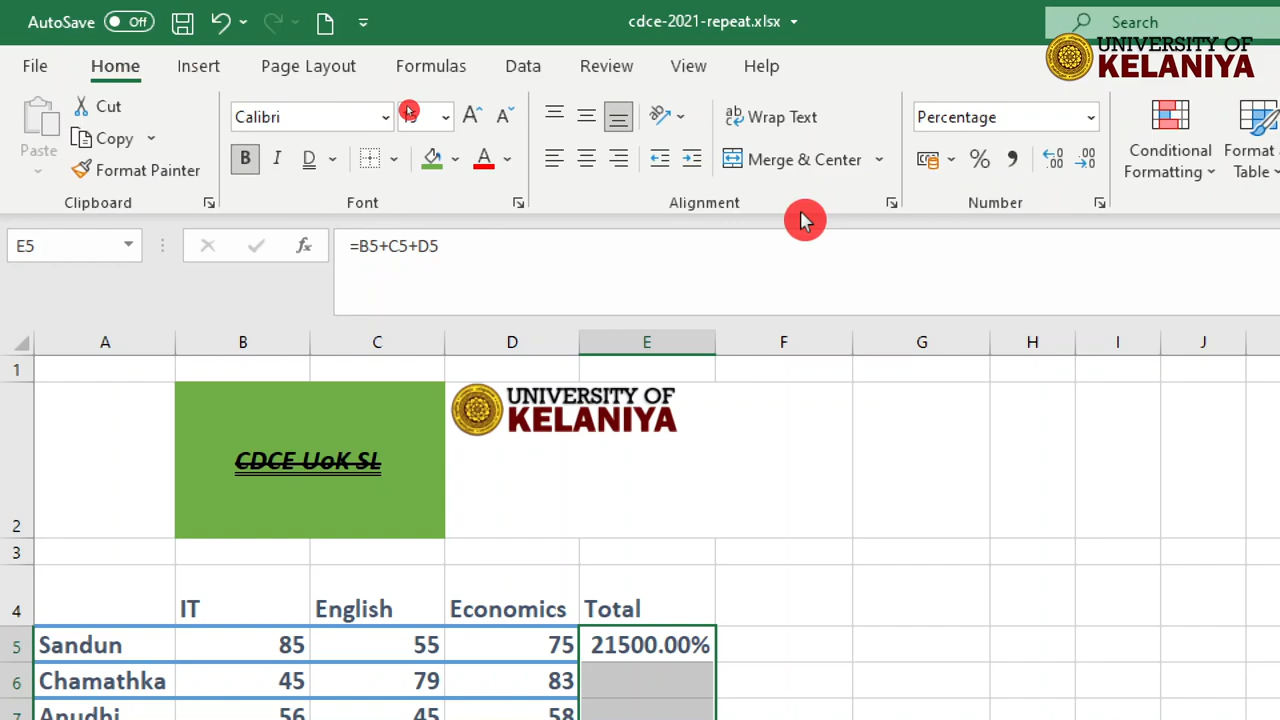 AutoSave Off cdce-2021-repeat.xlsx Search
UNIVERSITY OF
KELANIYA
File Home Insert Page Layout Formulas Data Review View Help
Paste
Cut
Copy
Format Painter
Clipboard
Calibri
B I D A
Font
ab Wrap Text
Merge & Center
Alignment
Percentage
%
Number
Conditional
Formatting
Format
Table
E5 fx =B5+C5+D5
A B C D E F G H I J
1
2 CDCE UoK SL
UNIVERSITY OF
KELANIYA
3
4 IT English Economics Total
5 Sandun 85 55 75 21500.00%
6 Chamathka 45 79 83
7 Anudhi 56 45 58